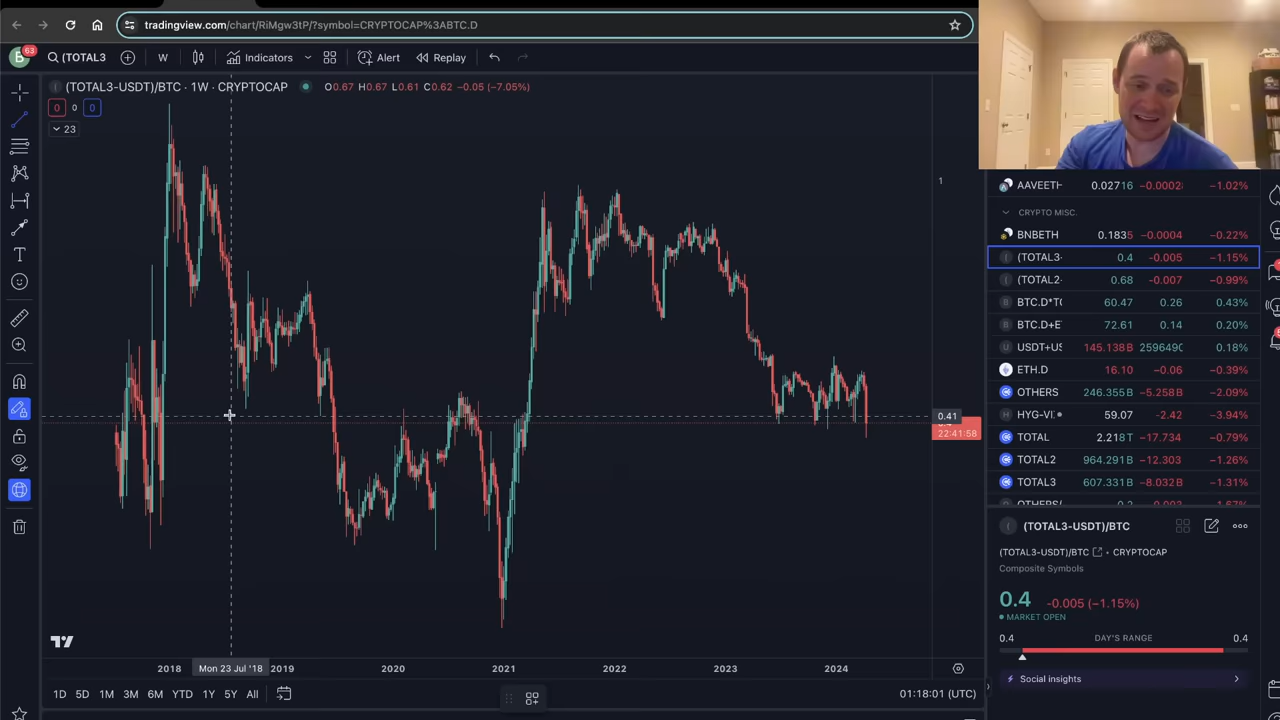 tradingview.com/chart/RiMgw3tP/?symbol=CRYPTOCAP%3ABTC.D
B 63 (TOTAL3 W Indicators Alert Replay
(TOTAL3-USDT)/BTC · 1W · CRYPTOCAP O0.67 H0.67 L0.61 C0.62 -0.05 (-7.05%)
0 0 0
23
1
0.41
22:41:58
2018 Mon 23 Jul '18 2019 2020 2021 2022 2023 2024
1D 5D 1M 3M 6M YTD 1Y 5Y All 01:18:01 (UTC)
AAVEETH 0.02716 -0.0002 -1.02%
CRYPTO MISC.
BNBETH 0.1835 -0.0004 -0.22%
(TOTAL3- 0.4 -0.005 -1.15%
(TOTAL2- 0.68 -0.007 -0.99%
BTC.D*T 60.47 0.26 0.43%
BTC.D+E 72.61 0.14 0.20%
USDT+US 145.138B 259649 0.18%
ETH.D 16.10 -0.06 -0.39%
OTHERS 246.355B -5.258B -2.09%
HYG-VI 59.07 -2.42 -3.94%
TOTAL 2.218T -17.734 -0.79%
TOTAL2 964.291B -12.303 -1.26%
TOTAL3 607.331B -8.032B -1.31%
(TOTAL3-USDT)/BTC
(TOTAL3-USDT)/BTC · CRYPTOCAP
Composite Symbols
0.4 -0.005 (-1.15%)
MARKET OPEN
0.4 DAY'S RANGE 0.4
Social insights